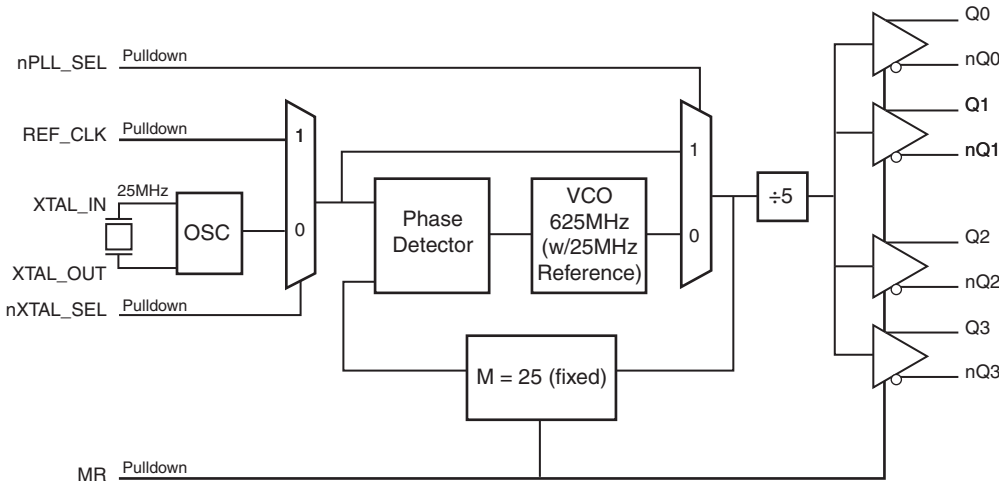 nPLL_SEL Pulldown
REF_CLK Pulldown
1
XTAL_IN
25MHz
OSC
0
XTAL_OUT
nXTAL_SEL Pulldown
Phase
Detector
VCO
625MHz
(w/25MHz
Reference)
1
0
÷5
M = 25 (fixed)
MR Pulldown
Q0
nQ0
Q1
nQ1
Q2
nQ2
Q3
nQ3